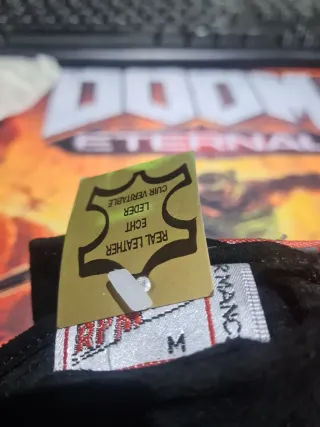 DOOM
ETERNAL
REAL LEATHER
ECHT
LEDER
CUIR VERITABLE
M